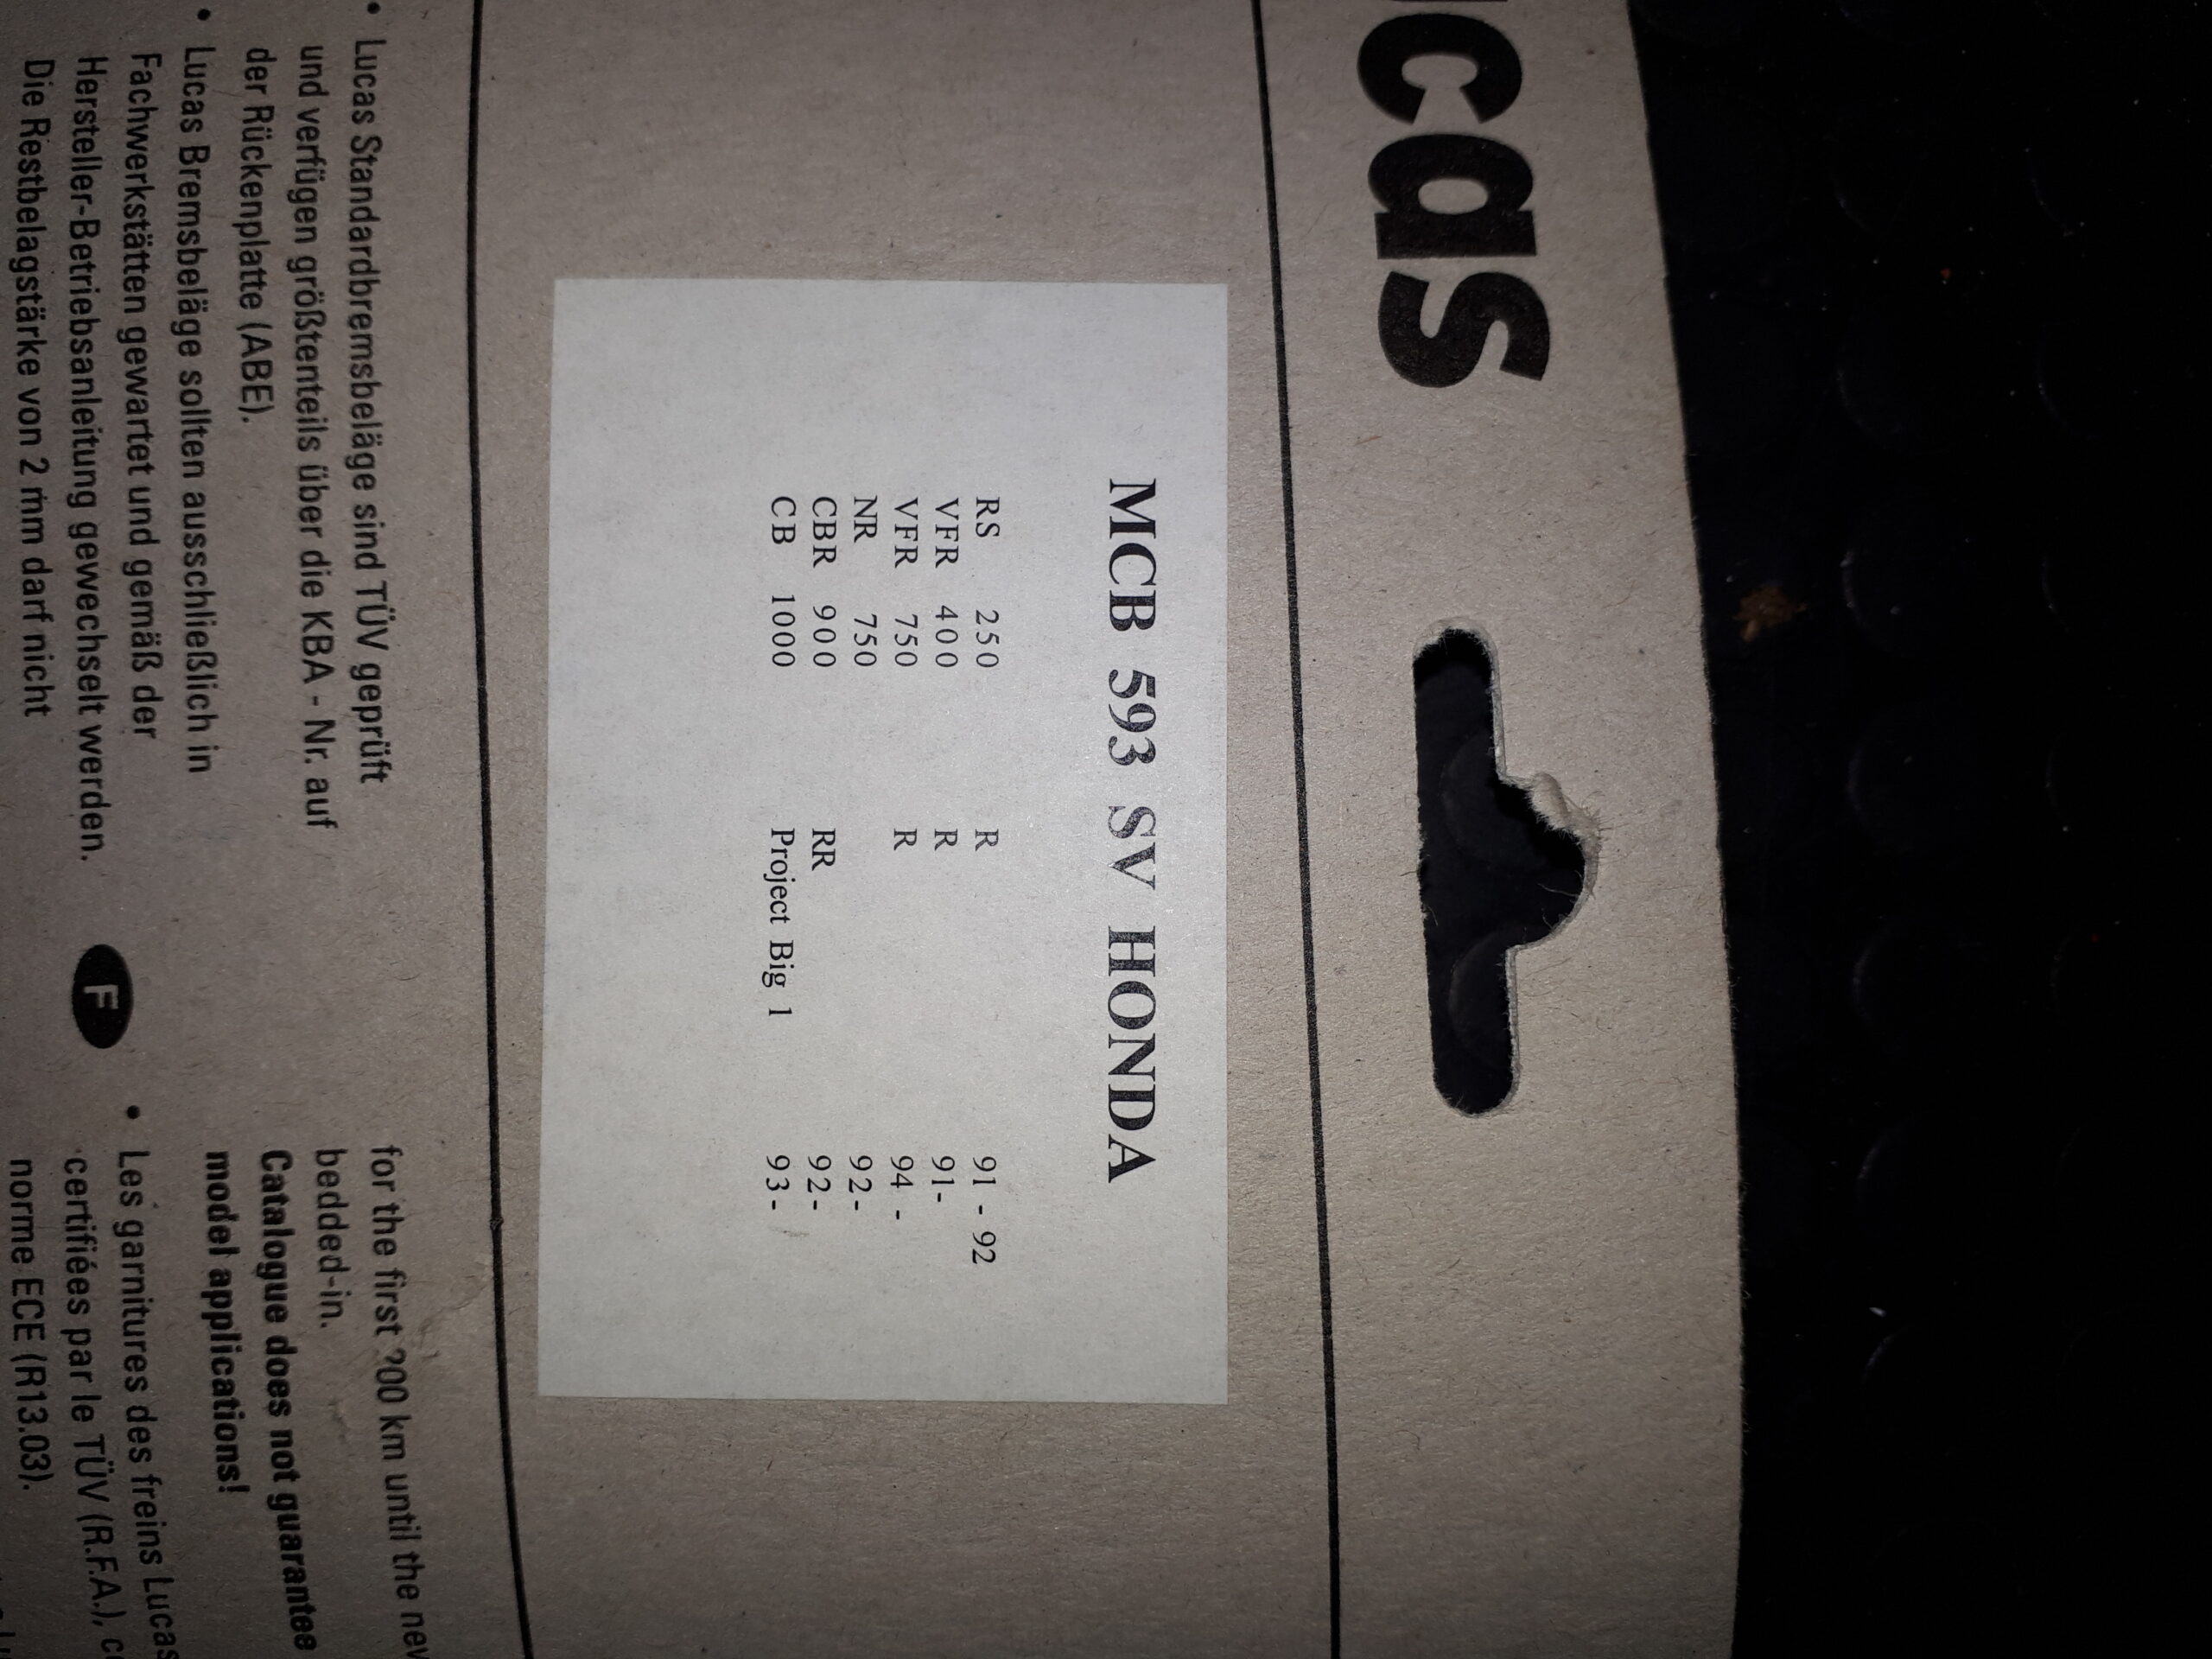 cas
MCB 593 SV HONDA
RS 250 R 91 - 92
VFR 400 R 91-
VFR 750 R 94 -
NR 750 92-
CBR 900 RR 92-
CB 1000 Project Big 1 93-
• Lucas Standardbremsbeläge sind TÜV geprüft
und verfügen größtenteils über die KBA - Nr. auf
der Rückenplatte (ABE).
• Lucas Bremsbeläge sollten ausschließlich in
Fachwerkstätten gewartet und gemäß der
Hersteller-Betriebsanleitung gewechselt werden.
Die Restbelagstärke von 2 mm darf nicht
for the first 200 km until the new
bedded-in.
Catalogue does not guarantee
model applications!
F
• Les garnitures des freins Lucas
certifiées par le TÜV (R.F.A.),
norme ECE (R13.03).